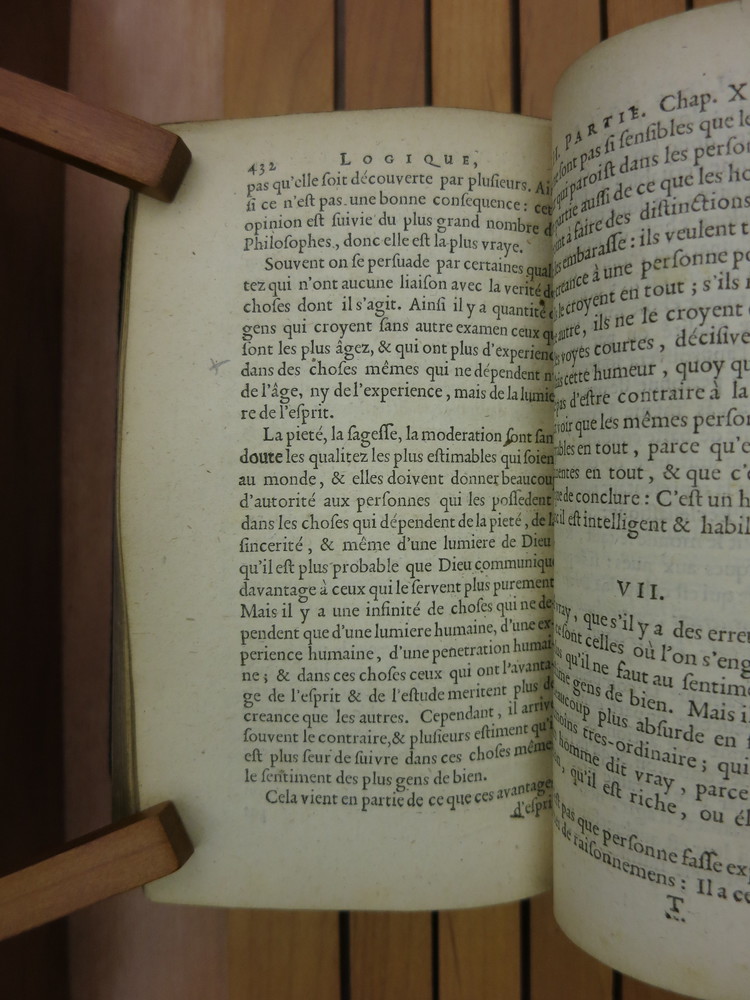 432 LOGIQUE,
pas qu'elle ſoit découverte par pluſieurs. Ai
ſi ce n'eſt pas une bonne conſequence: cet
opinion eſt ſuivie du plus grand nombre d
Philoſophes, donc elle eſt la plus vraye.
Souvent on ſe perſuade par certaines qual
tez qui n'ont aucune liaiſon avec la verité d
choſes dont il s'agit. Ainſi il y a quantité d
gens qui croyent ſans autre examen ceux q
ſont les plus âgez, & qui ont plus d'experienc
dans des choſes mêmes qui ne dépendent n
de l'âge, ny de l'experience, mais de la lumie
re de l'eſprit.
La pieté, la ſageſſe, la moderation ſont ſan
doute les qualitez les plus eſtimables qui ſoien
au monde, & elles doivent donner beaucou
d'autorité aux perſonnes qui les poſſedent
dans les choſes qui dépendent de la pieté, de l
ſincerité, & même d'une lumiere de Dieu
qu'il eſt plus probable que Dieu communiqu
davantage à ceux qui le ſervent plus purement
Mais il y a une infinité de choſes qui ne de-
pendent que d'une lumiere humaine, d'une ex-
perience humaine, d'une penetration humai-
ne; & dans ces choſes ceux qui ont l'avanta-
ge de l'eſprit & de l'eſtude meritent plus d
creance que les autres. Cependant, il arriv
ſouvent le contraire, & pluſieurs eſtiment qu'i
eſt plus ſeur de ſuivre dans ces choſes même
le ſentiment des plus gens de bien.
Cela vient en partie de ce que ces avantage
d'eſpri
PARTIE. Chap. X
ſont pas ſi ſenſibles que le
qui paroiſt dans les perſo
partie auſſi de ce que les ho
à faire des diſtinctions
embaraſſe: ils veulent t
creance à une perſonne po
le croyent en tout; s'ils
autre, ils ne le croyent
voyes courtes, déciſive
cette humeur, quoy qu
pas d'eſtre contraire à la
voir que les mêmes perſo
bles en tout, parce qu'e
entes en tout, & que c'e
de conclure: C'eſt un h
il eſt intelligent & habil
VII.
vray, que s'il y a des erre
ſont celles où l'on s'eng
qu'il ne faut au ſentime
gens de bien. Mais i
aucoup plus abſurde en
moins tres-ordinaire; qui
homme dit vray, parce
qu'il eſt riche, ou él
pas que perſonne faſſe ex
de raiſonnemens: Il a ce
T